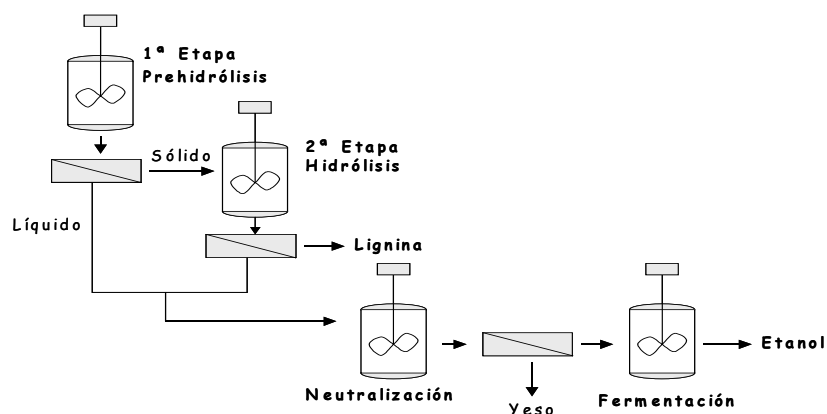 1ª Etapa
Prehidrólisis
Sólido
2ª Etapa
Hidrólisis
Líquido
Lignina
Neutralización
Yeso
Fermentación
Etanol